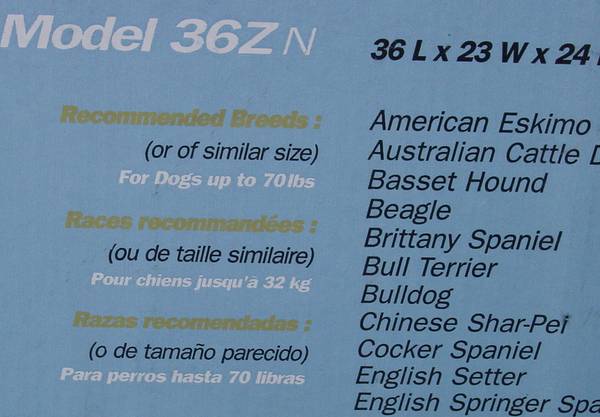 Model 36Z N
36 L x 23 W x 24
Recommended Breeds :
(or of similar size)
For Dogs up to 70lbs
Races recommandées :
(ou de taille similaire)
Pour chiens jusqu'à 32 kg
Razas recomendadas :
(o de tamaño parecido)
Para perros hasta 70 libras
American Eskimo
Australian Cattle
Basset Hound
Beagle
Brittany Spaniel
Bull Terrier
Bulldog
Chinese Shar-Pei
Cocker Spaniel
English Setter
English Springer Spa